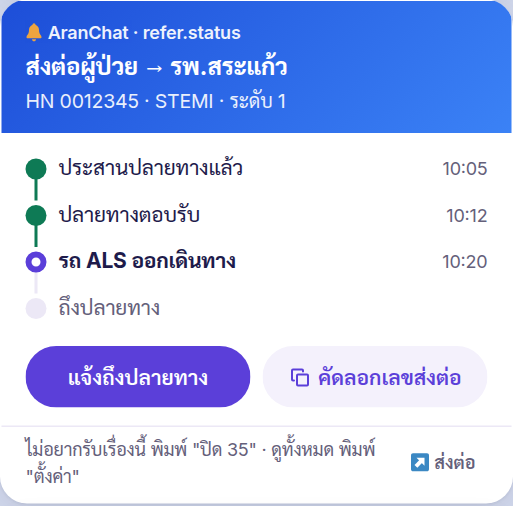 AranChat · refer.status
ส่งต่อผู้ป่วย → รพ.สระแก้ว
HN 0012345 · STEMI · ระดับ 1
ประสานปลายทางแล้ว 10:05
ปลายทางตอบรับ 10:12
รถ ALS ออกเดินทาง 10:20
ถึงปลายทาง
แจ้งถึงปลายทาง คัดลอกเลขส่งต่อ
ไม่อยากรับเรื่องนี้ พิมพ์ "ปิด 35" · ดูทั้งหมด พิมพ์
"ตั้งค่า"
ส่งต่อ